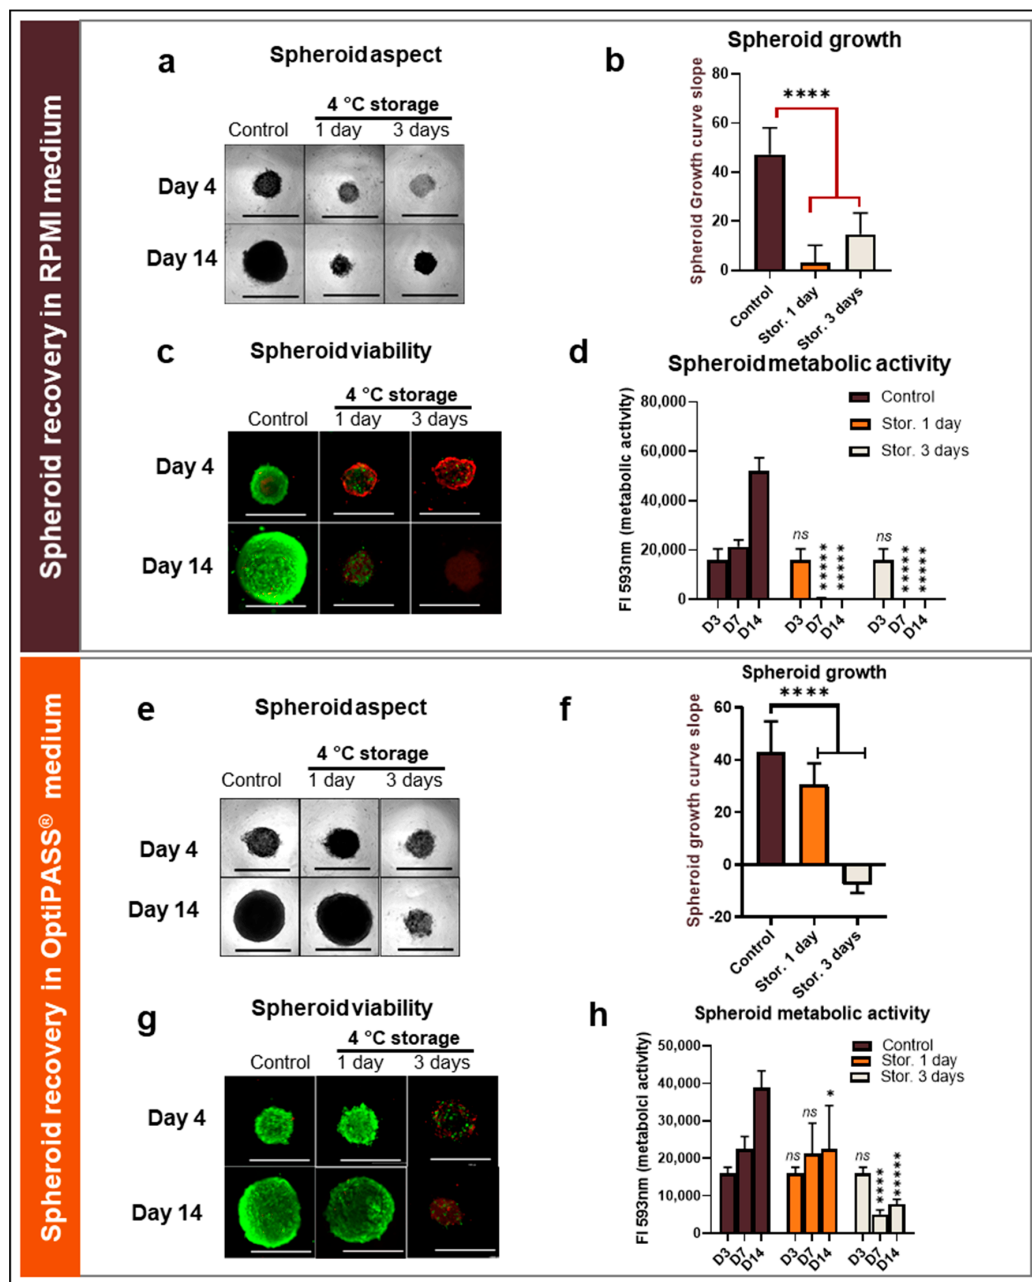 Spheroid recovery in RPMI medium
a
Spheroid aspect
4 °C storage
Control
1 day
3 days
Day 4
Day 14
b
Spheroid growth
Spheroid Growth curve slope
80
60
40
20
0
****
Control
Stor. 1 day
Stor. 3 days
c
Spheroid viability
4 °C storage
Control
1 day
3 days
Day 4
Day 14
d
Spheroid metabolic activity
FI 593nm (metabolic activity)
80,000
60,000
40,000
20,000
0
Control
Stor. 1 day
Stor. 3 days
ns
*****
*****
ns
*****
*****
D3
D7
D14
D3
D7
D14
D3
D7
D14
Spheroid recovery in OptiPASS® medium
e
Spheroid aspect
4 °C storage
Control
1 day
3 days
Day 4
Day 14
f
Spheroid growth
Spheroid growth curve slope
60
40
20
0
-20
****
Control
Stor. 1 day
Stor. 3 days
g
Spheroid viability
4 °C storage
Control
1 day
3 days
Day 4
Day 14
h
Spheroid metabolic activity
FI 593nm (metabolci activity)
50,000
40,000
30,000
20,000
10,000
0
Control
Stor. 1 day
Stor. 3 days
ns
ns
*
ns
****
*****
D3
D7
D14
D3
D7
D14
D3
D7
D14